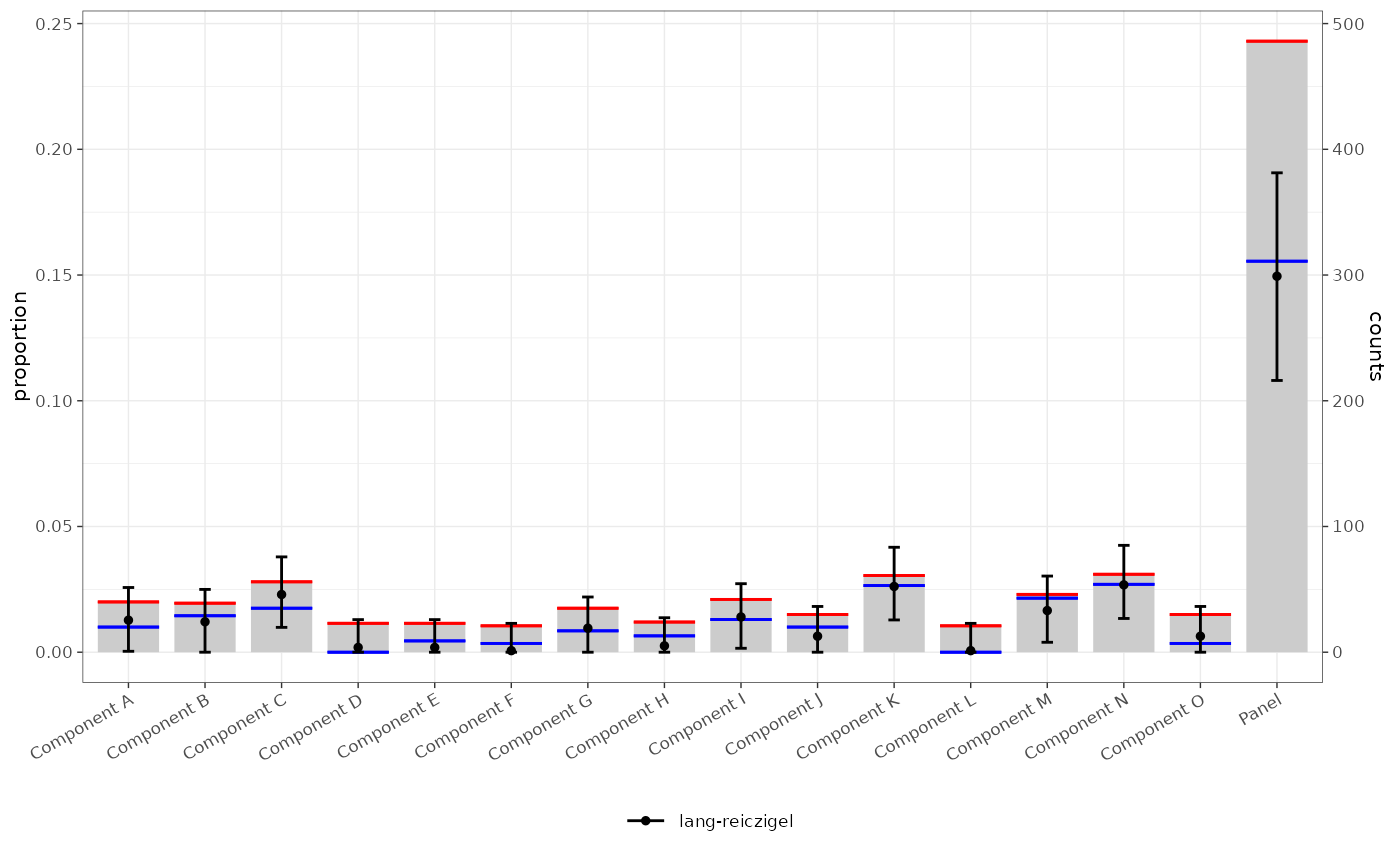 0.25
0.20
0.15
0.10
0.05
0.00
proportion
500
400
300
200
100
0
counts
Component A
Component B
Component C
Component D
Component E
Component F
Component G
Component H
Component I
Component J
Component K
Component L
Component M
Component N
Component O
Panel
lang-reiczigel